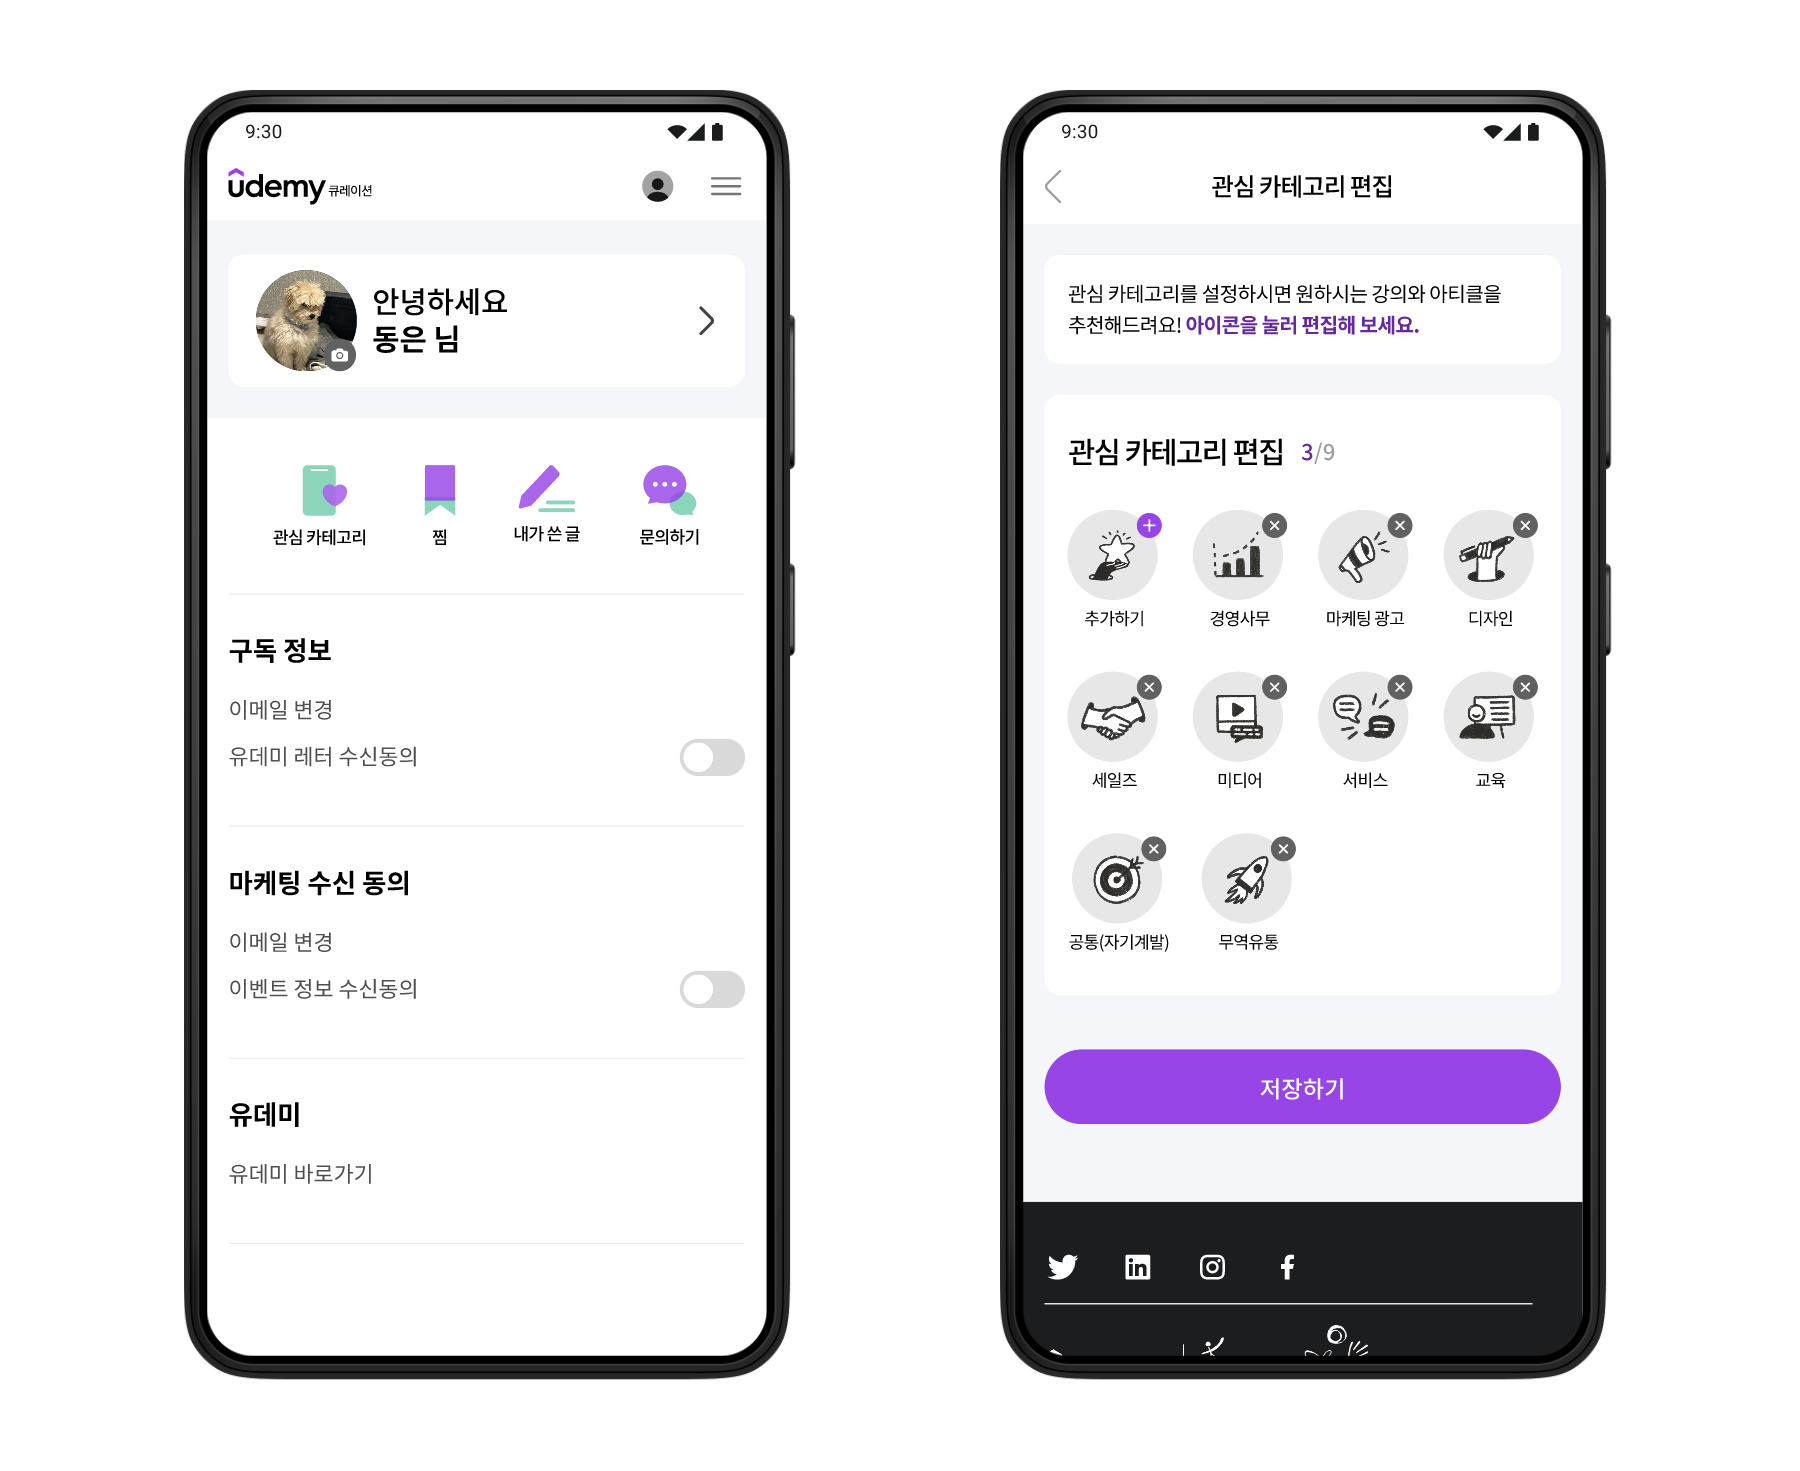 9:30
udemy 큐레이션
안녕하세요
동은 님
관심 카테고리
찜
내가 쓴 글
문의하기
구독 정보
이메일 변경
유데미 레터 수신동의
마케팅 수신 동의
이메일 변경
이벤트 정보 수신동의
유데미
유데미 바로가기
9:30
관심 카테고리 편집
관심 카테고리를 설정하시면 원하시는 강의와 아티클을
추천해드려요! 아이콘을 눌러 편집해 보세요.
관심 카테고리 편집 3/9
추가하기
경영사무
마케팅 광고
디자인
세일즈
미디어
서비스
교육
공통(자기계발)
무역유통
저장하기